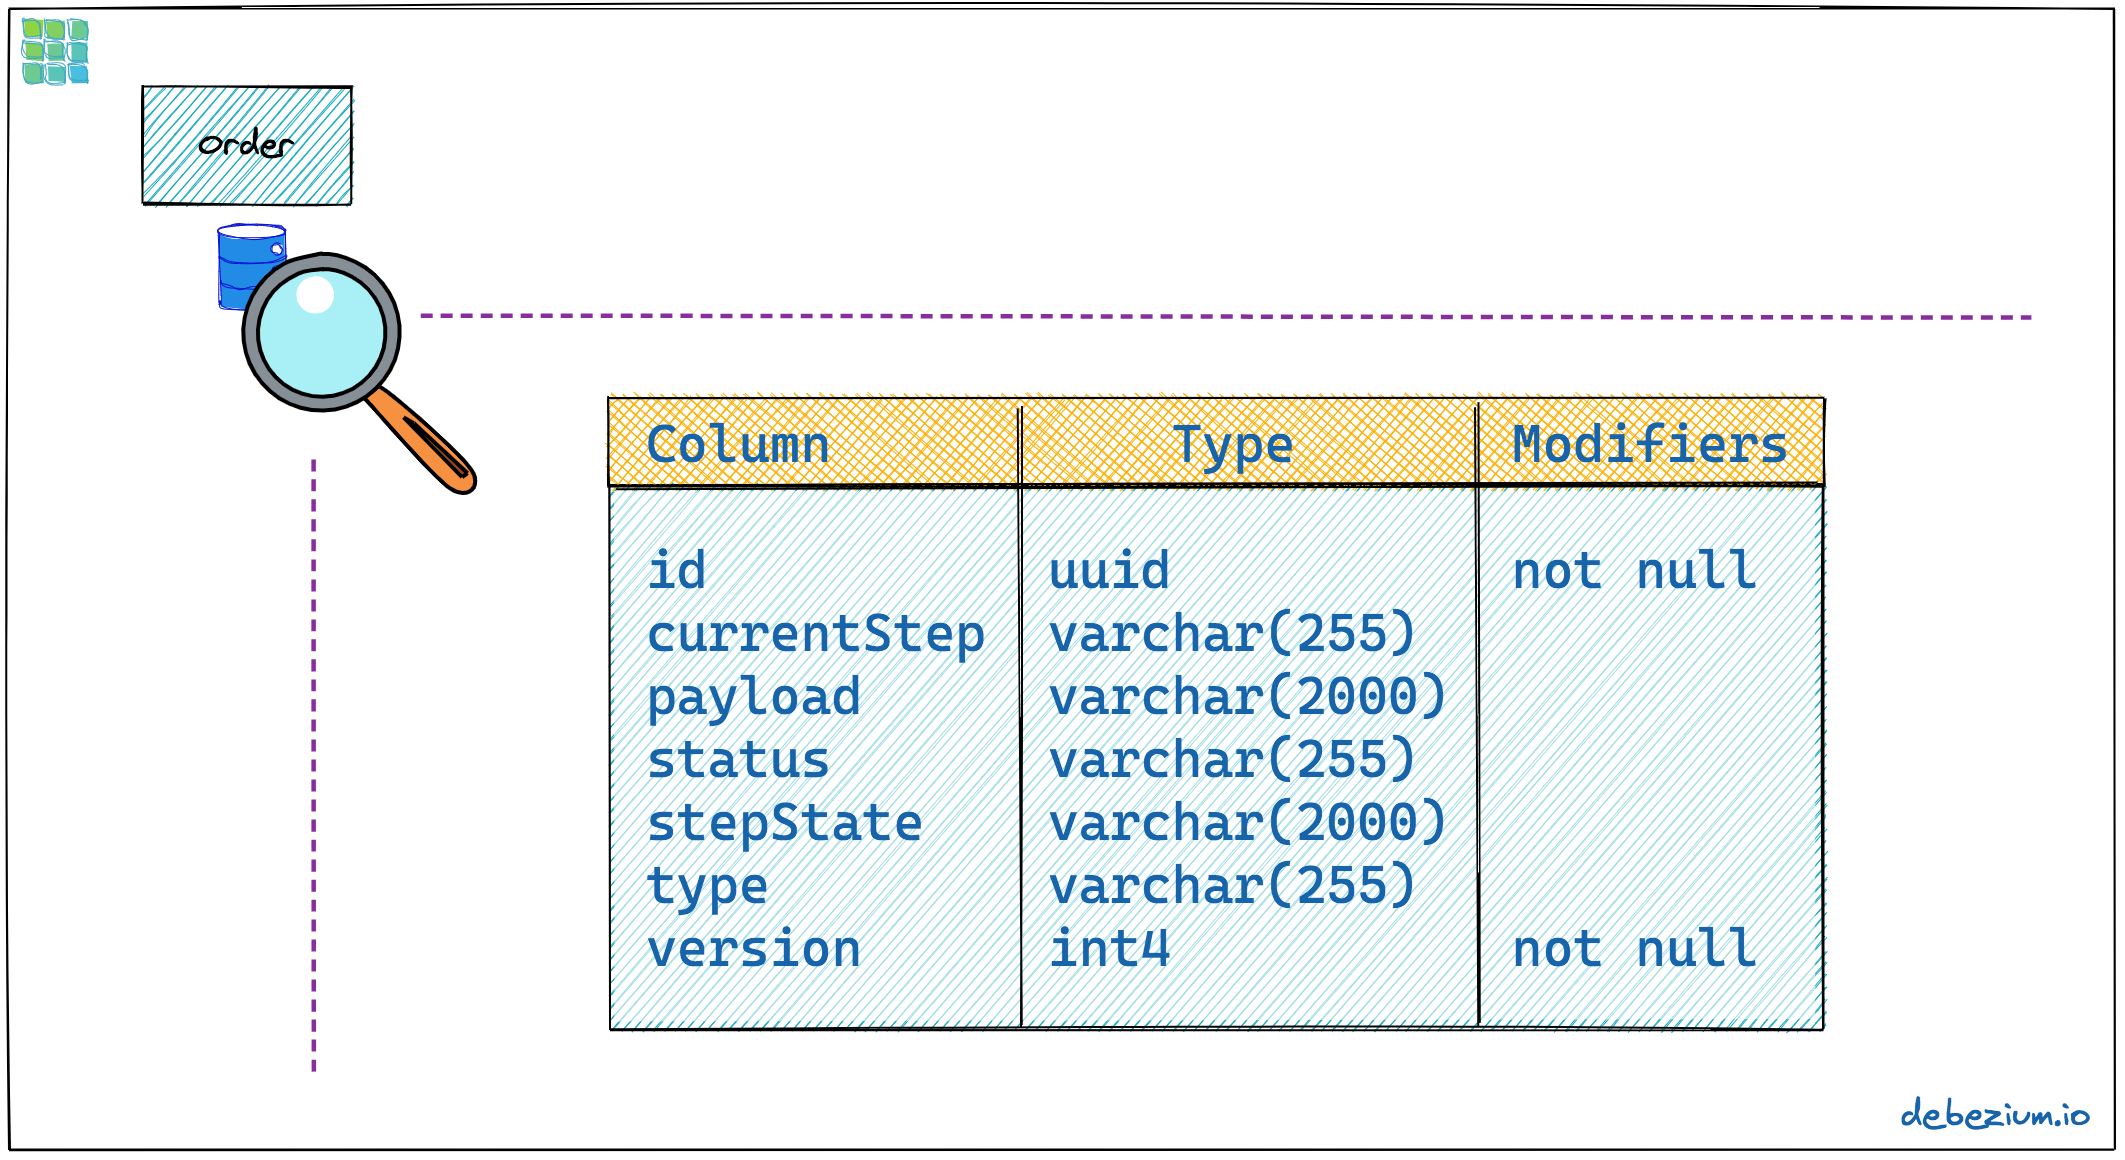 order
Column Type Modifiers
id uuid not null
currentStep varchar(255)
payload varchar(2000)
status varchar(255)
stepState varchar(2000)
type varchar(255)
version int4 not null
debezium.io